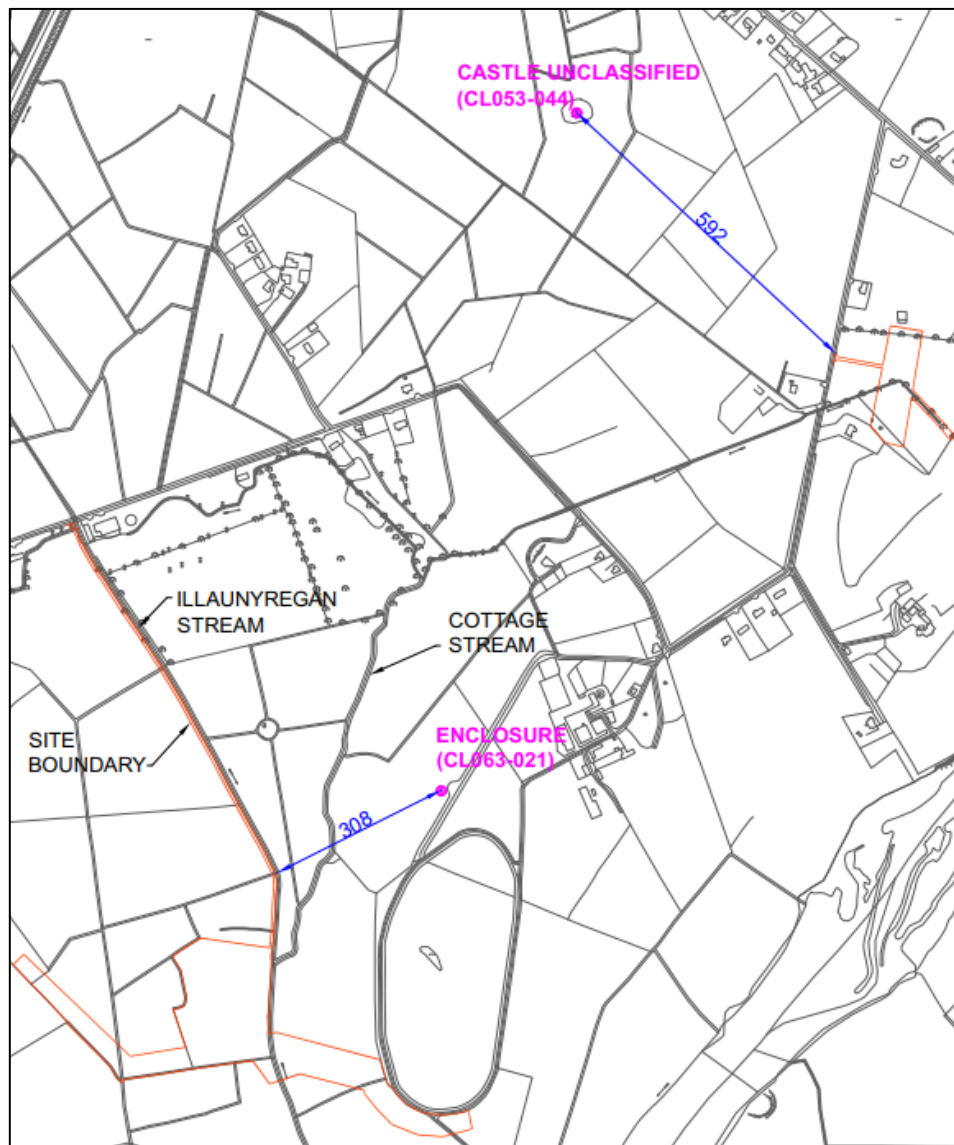 CASTLE UNCLASSIFIED
(CL053-044)
592
ILLAUNYREGAN
STREAM
COTTAGE
STREAM
SITE
BOUNDARY
ENCLOSURE
(CL063-021)
308